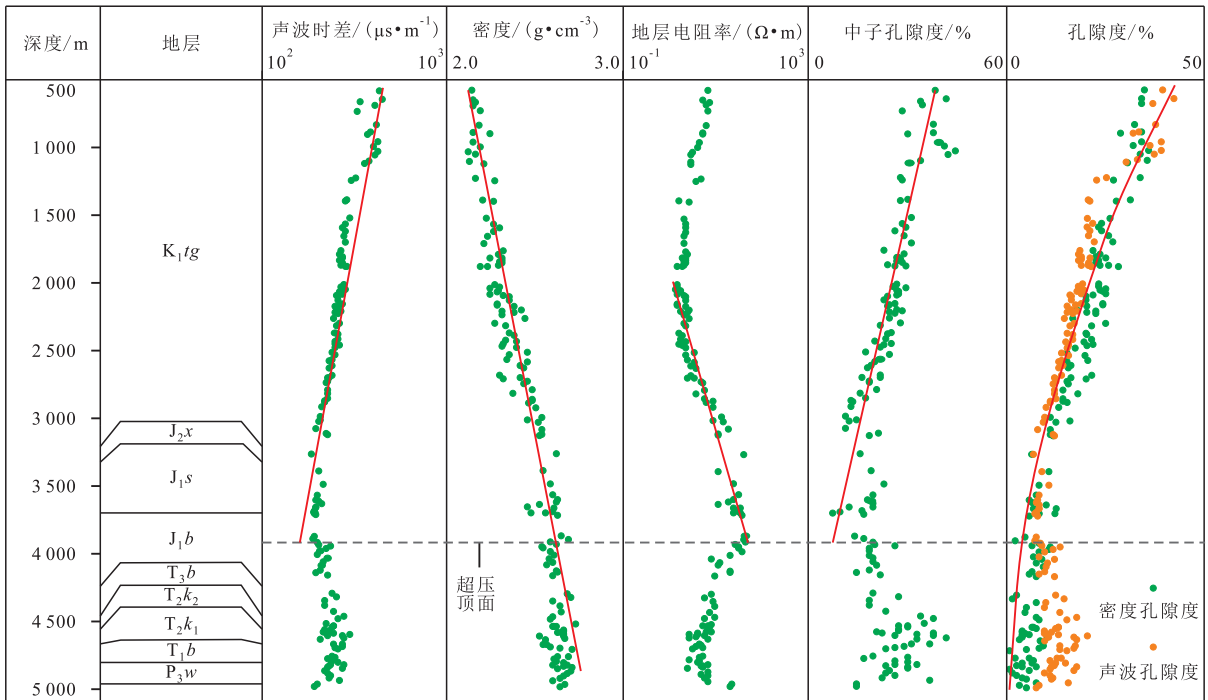 深度/m 地层 声波时差/(μs•m⁻¹) 密度/(g•cm⁻³) 地层电阻率/(Ω•m) 中子孔隙度/% 孔隙度/%
10² 10³ 2.0 3.0 10⁻¹ 10³ 0 60 0 50
500
1 000
1 500
K₁tg
2 000
2 500
3 000
J₂x
J₁s
3 500
J₁b
4 000
T₃b
超压
顶面
T₂k₂
密度孔隙度
4 500
T₂k₁
T₁b
P₃w
声波孔隙度
5 000